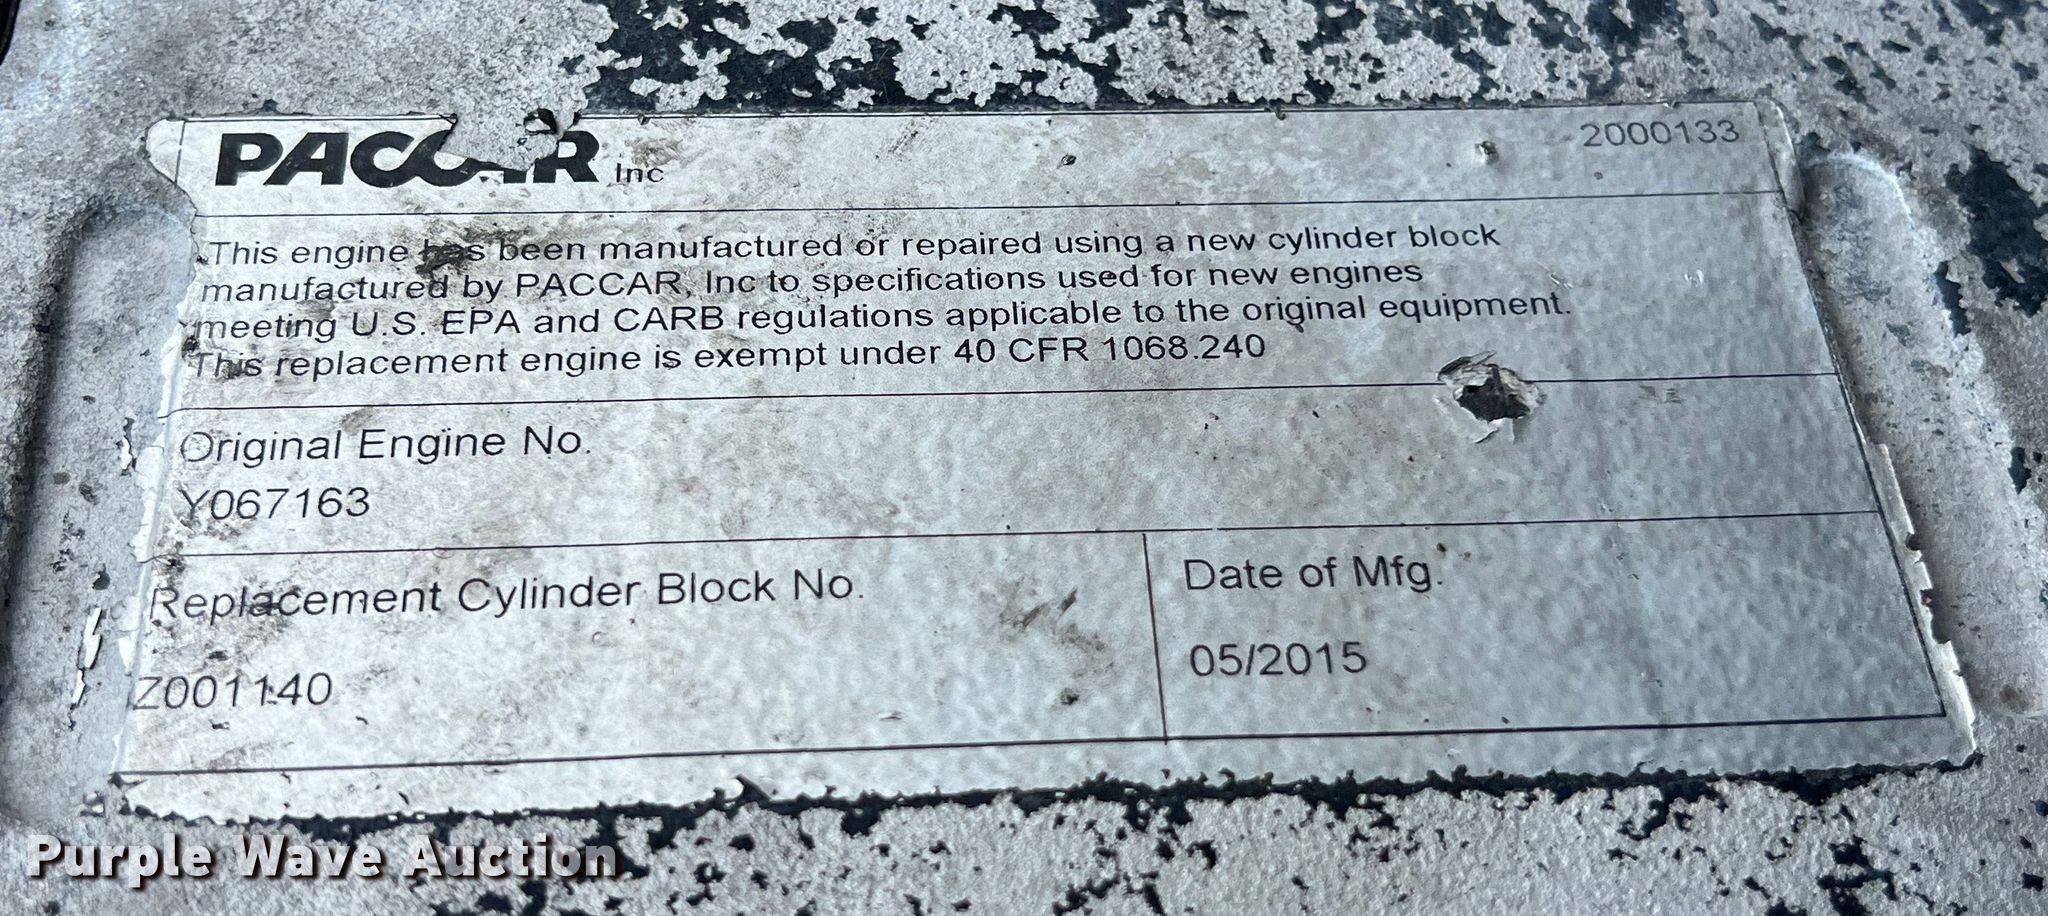 PACCAR Inc
2000133
This engine has been manufactured or repaired using a new cylinder block
manufactured by PACCAR, Inc to specifications used for new engines
meeting U.S. EPA and CARB regulations applicable to the original equipment.
This replacement engine is exempt under 40 CFR 1068.240
Original Engine No.
Y067163
Replacement Cylinder Block No.
Z001140
Date of Mfg.
05/2015
Purple Wave Auction